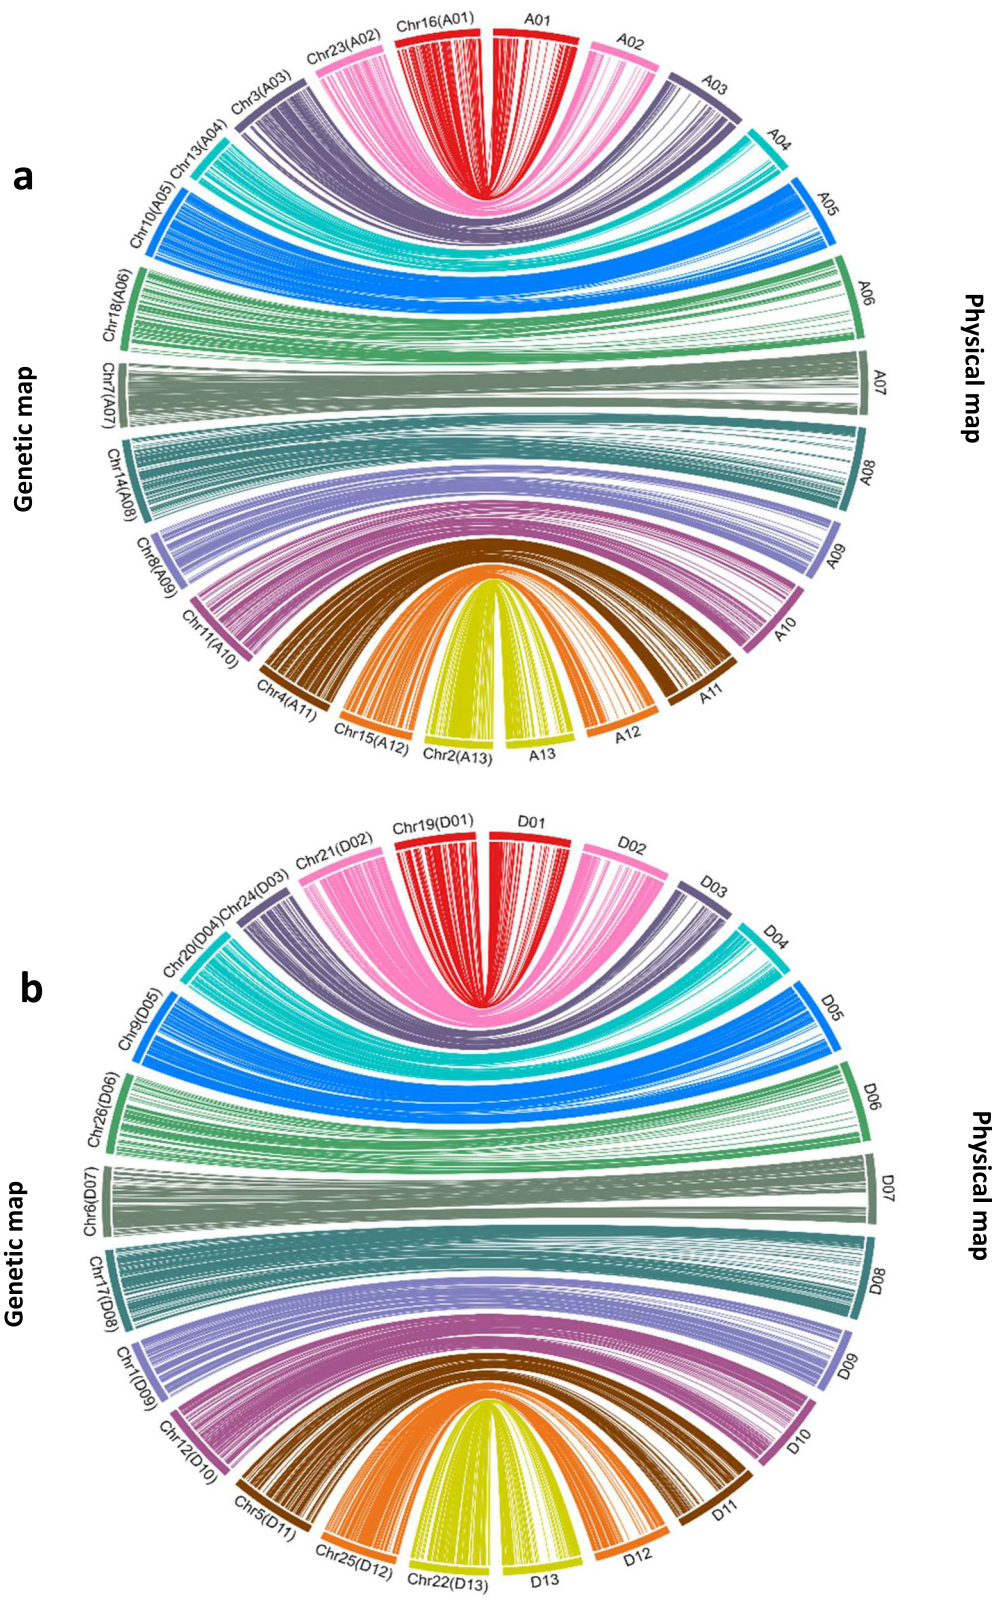 a
Chr16(A01)
A01
Chr23(A02)
A02
Chr3(A03)
A03
Chr13(A04)
A04
Chr10(A05)
A05
Chr18(A06)
A06
Chr7(A07)
A07
Chr14(A08)
A08
Chr8(A09)
A09
Chr11(A10)
A10
Chr4(A11)
A11
Chr15(A12)
A12
Chr2(A13)
A13
Genetic map
Physical map
b
Chr19(D01)
D01
Chr21(D02)
D02
Chr24(D03)
D03
Chr20(D04)
D04
Chr9(D05)
D05
Chr26(D06)
D06
Chr6(D07)
D07
Chr17(D08)
D08
Chr1(D09)
D09
Chr12(D10)
D10
Chr5(D11)
D11
Chr25(D12)
D12
Chr22(D13)
D13
Genetic map
Physical map